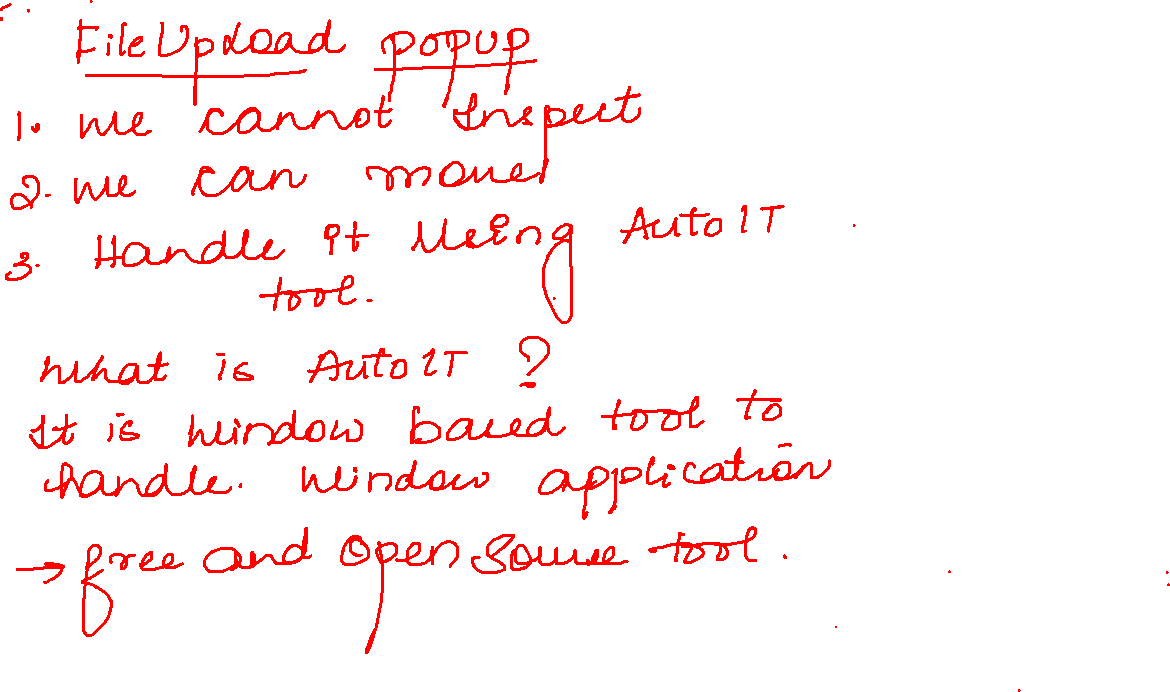 FileUpload popup
1. we cannot Inspect
2. we can move
3. Handle it Using AutoIT
tool.
what is AutoIT ?
It is window based tool to
handle. window application
→ free and open source tool.